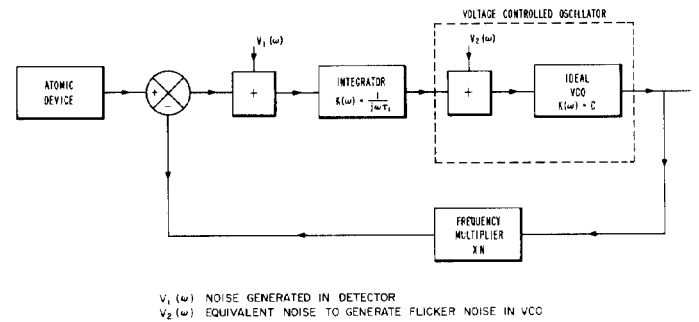 VOLTAGE CONTROLLED OSCILLATOR
V₁(ω)
V₂(ω)
ATOMIC
DEVICE
+
−
+
INTEGRATOR
K(ω) = 1/jωτ₁
+
IDEAL
VCO
K(ω) = C
FREQUENCY
MULTIPLIER
X N
V₁(ω) NOISE GENERATED IN DETECTOR
V₂(ω) EQUIVALENT NOISE TO GENERATE FLICKER NOISE IN VCO